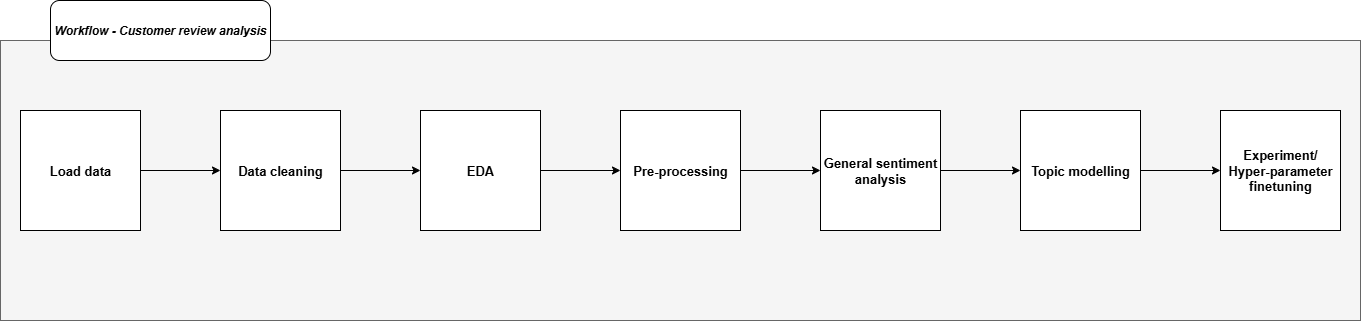 Workflow - Customer review analysis
Load data
Data cleaning
EDA
Pre-processing
General sentiment
analysis
Topic modelling
Experiment/
Hyper-parameter
finetuning